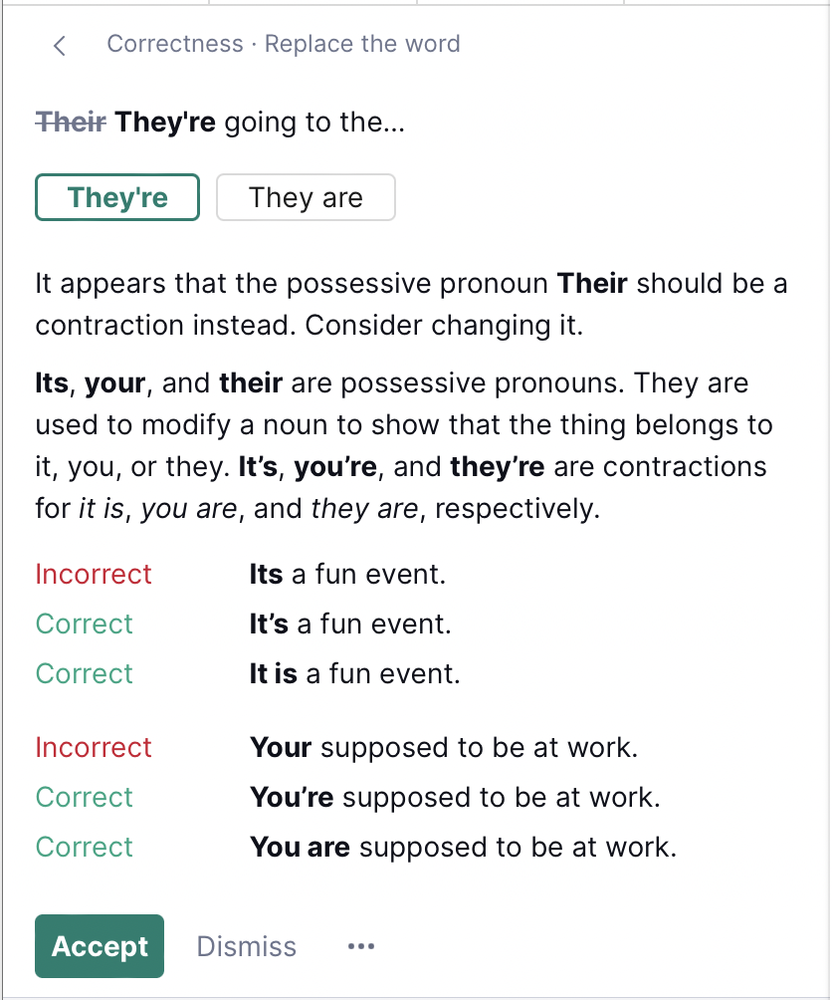 Correctness · Replace the word
Their They're going to the...
They're They are
It appears that the possessive pronoun Their should be a
contraction instead. Consider changing it.
Its, your, and their are possessive pronouns. They are
used to modify a noun to show that the thing belongs to
it, you, or they. It’s, you’re, and they’re are contractions
for it is, you are, and they are, respectively.
Incorrect Its a fun event.
Correct It’s a fun event.
Correct It is a fun event.
Incorrect Your supposed to be at work.
Correct You’re supposed to be at work.
Correct You are supposed to be at work.
Accept Dismiss •••